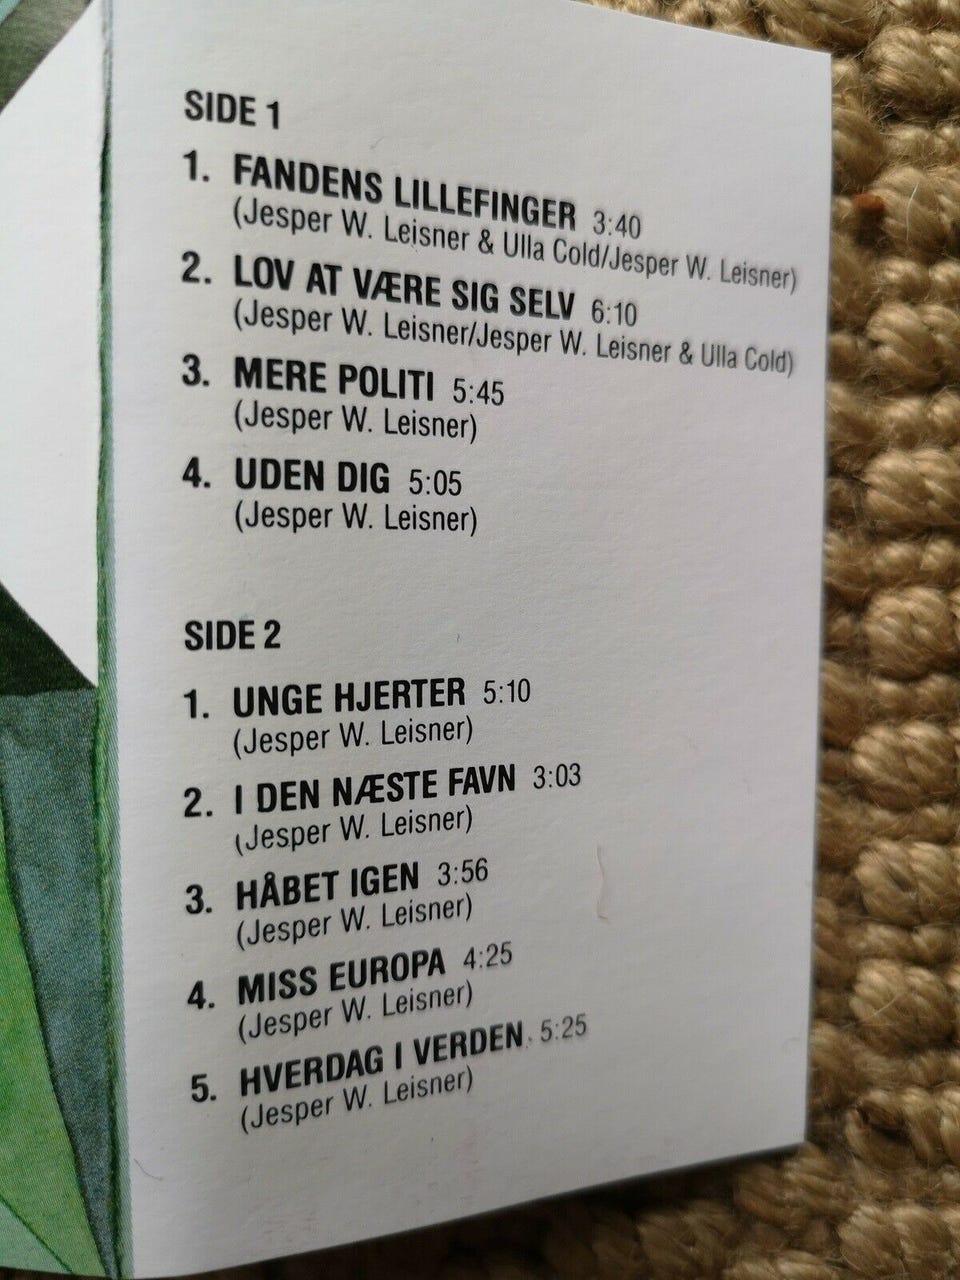 SIDE 1
1. FANDENS LILLEFINGER 3:40
(Jesper W. Leisner & Ulla Cold/Jesper W. Leisner)
2. LOV AT VÆRE SIG SELV 6:10
(Jesper W. Leisner/Jesper W. Leisner & Ulla Cold)
3. MERE POLITI 5:45
(Jesper W. Leisner)
4. UDEN DIG 5:05
(Jesper W. Leisner)
SIDE 2
1. UNGE HJERTER 5:10
(Jesper W. Leisner)
2. I DEN NÆSTE FAVN 3:03
(Jesper W. Leisner)
3. HÅBET IGEN 3:56
(Jesper W. Leisner)
4. MISS EUROPA 4:25
(Jesper W. Leisner)
5. HVERDAG I VERDEN 5:25
(Jesper W. Leisner)